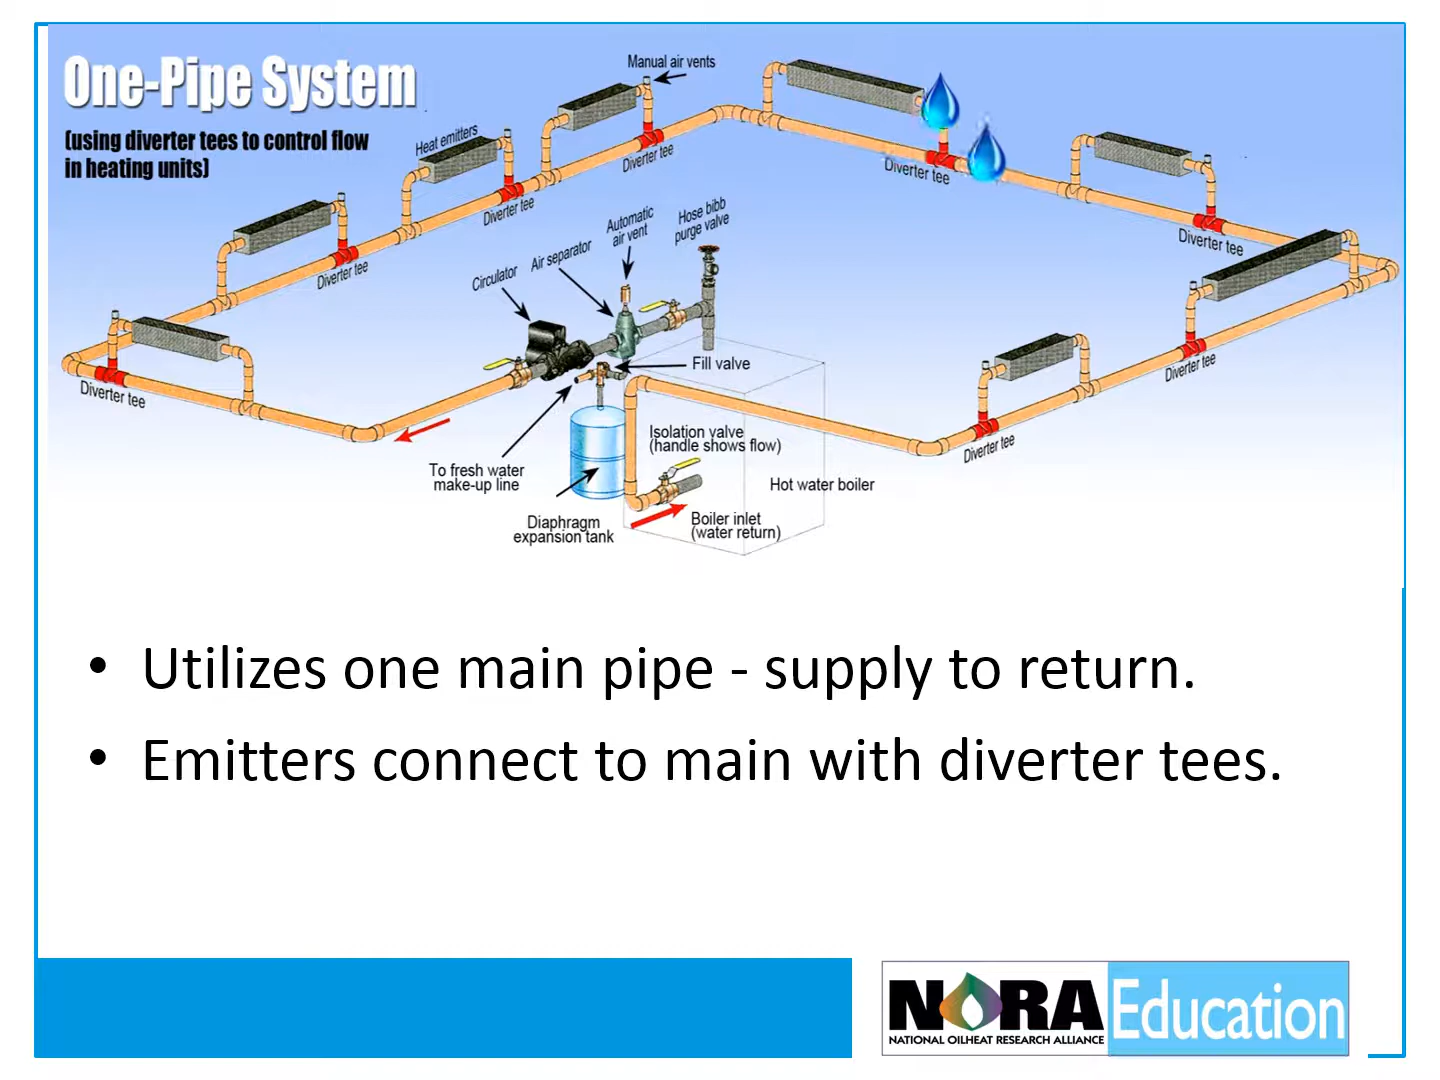 One-Pipe System
(using diverter tees to control flow
in heating units)
Manual air vents
Heat emitters
Diverter tee
Diverter tee
Diverter tee
Diverter tee
Diverter tee
Diverter tee
Diverter tee
Diverter tee
Diverter tee
Circulator
Air separator
Automatic
air vent
Hose bibb
purge valve
Fill valve
Isolation valve
(handle shows flow)
To fresh water
make-up line
Hot water boiler
Diaphragm
expansion tank
Boiler inlet
(water return)
• Utilizes one main pipe - supply to return.
• Emitters connect to main with diverter tees.
NORA Education
NATIONAL OILHEAT RESEARCH ALLIANCE